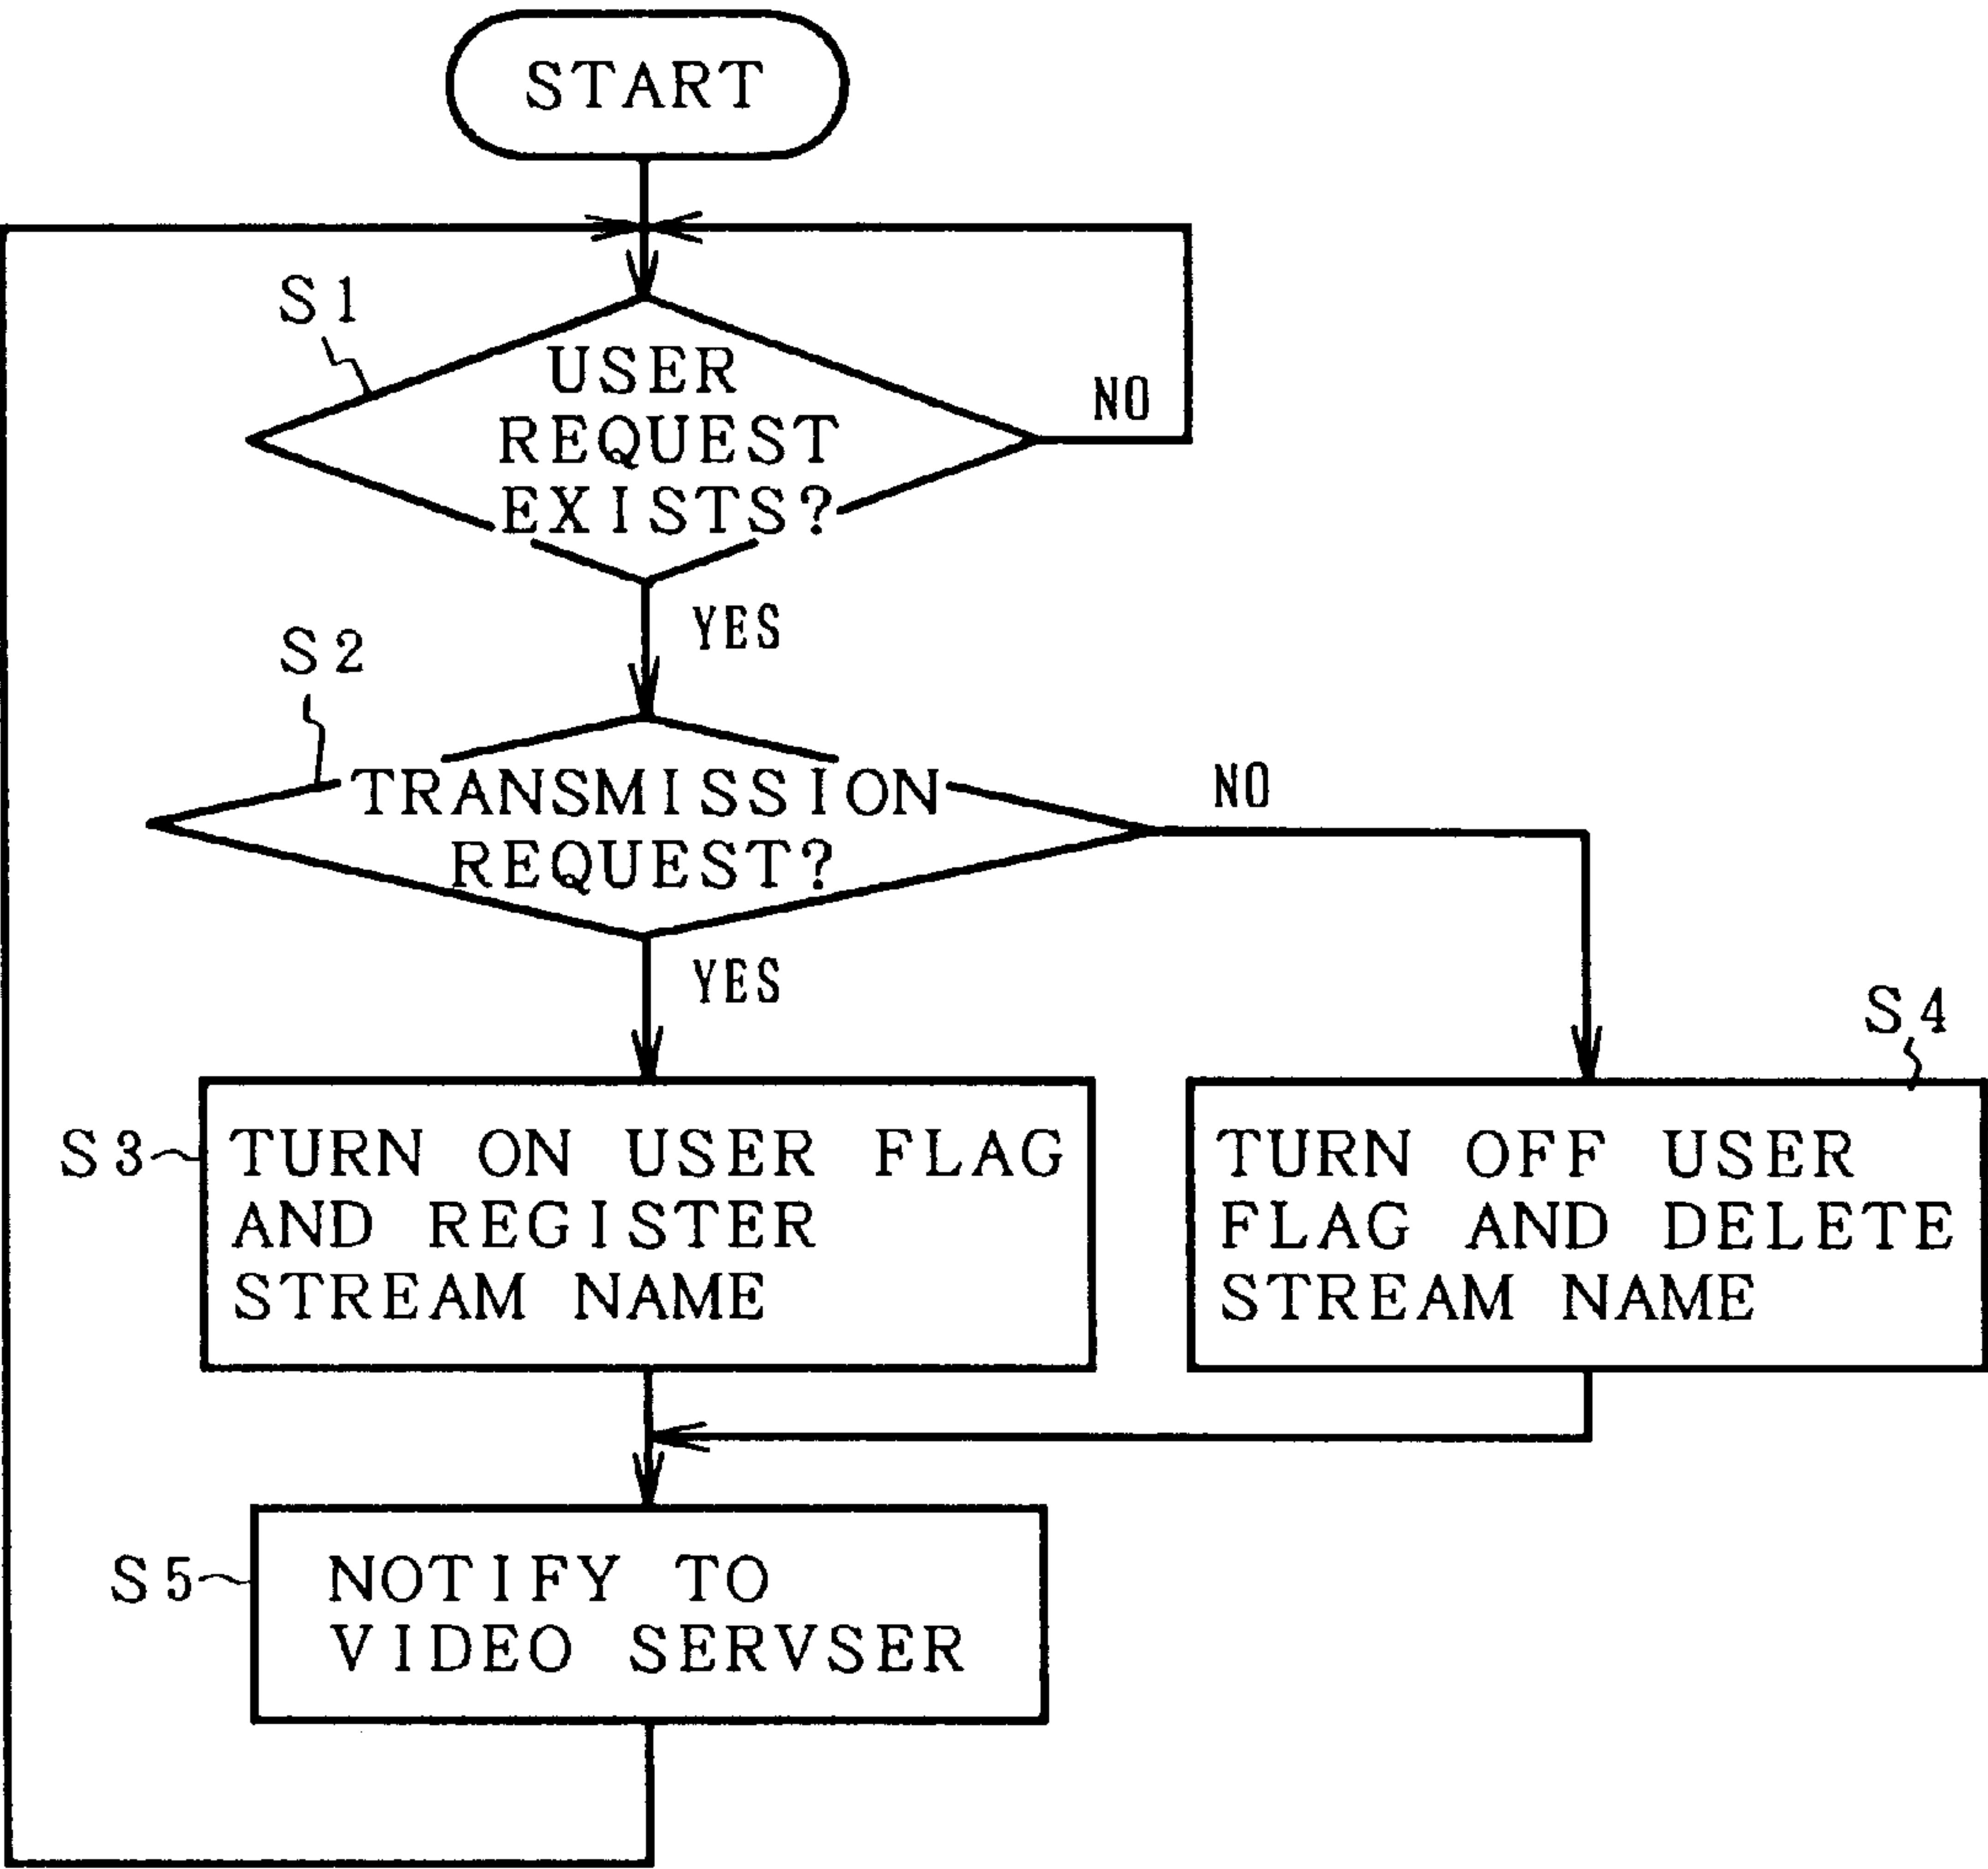 START
S1
USER
REQUEST
EXISTS?
NO
YES
S2
TRANSMISSION
REQUEST?
NO
YES
S3
TURN ON USER FLAG
AND REGISTER
STREAM NAME
S4
TURN OFF USER
FLAG AND DELETE
STREAM NAME
S5
NOTIFY TO
VIDEO SERVSER